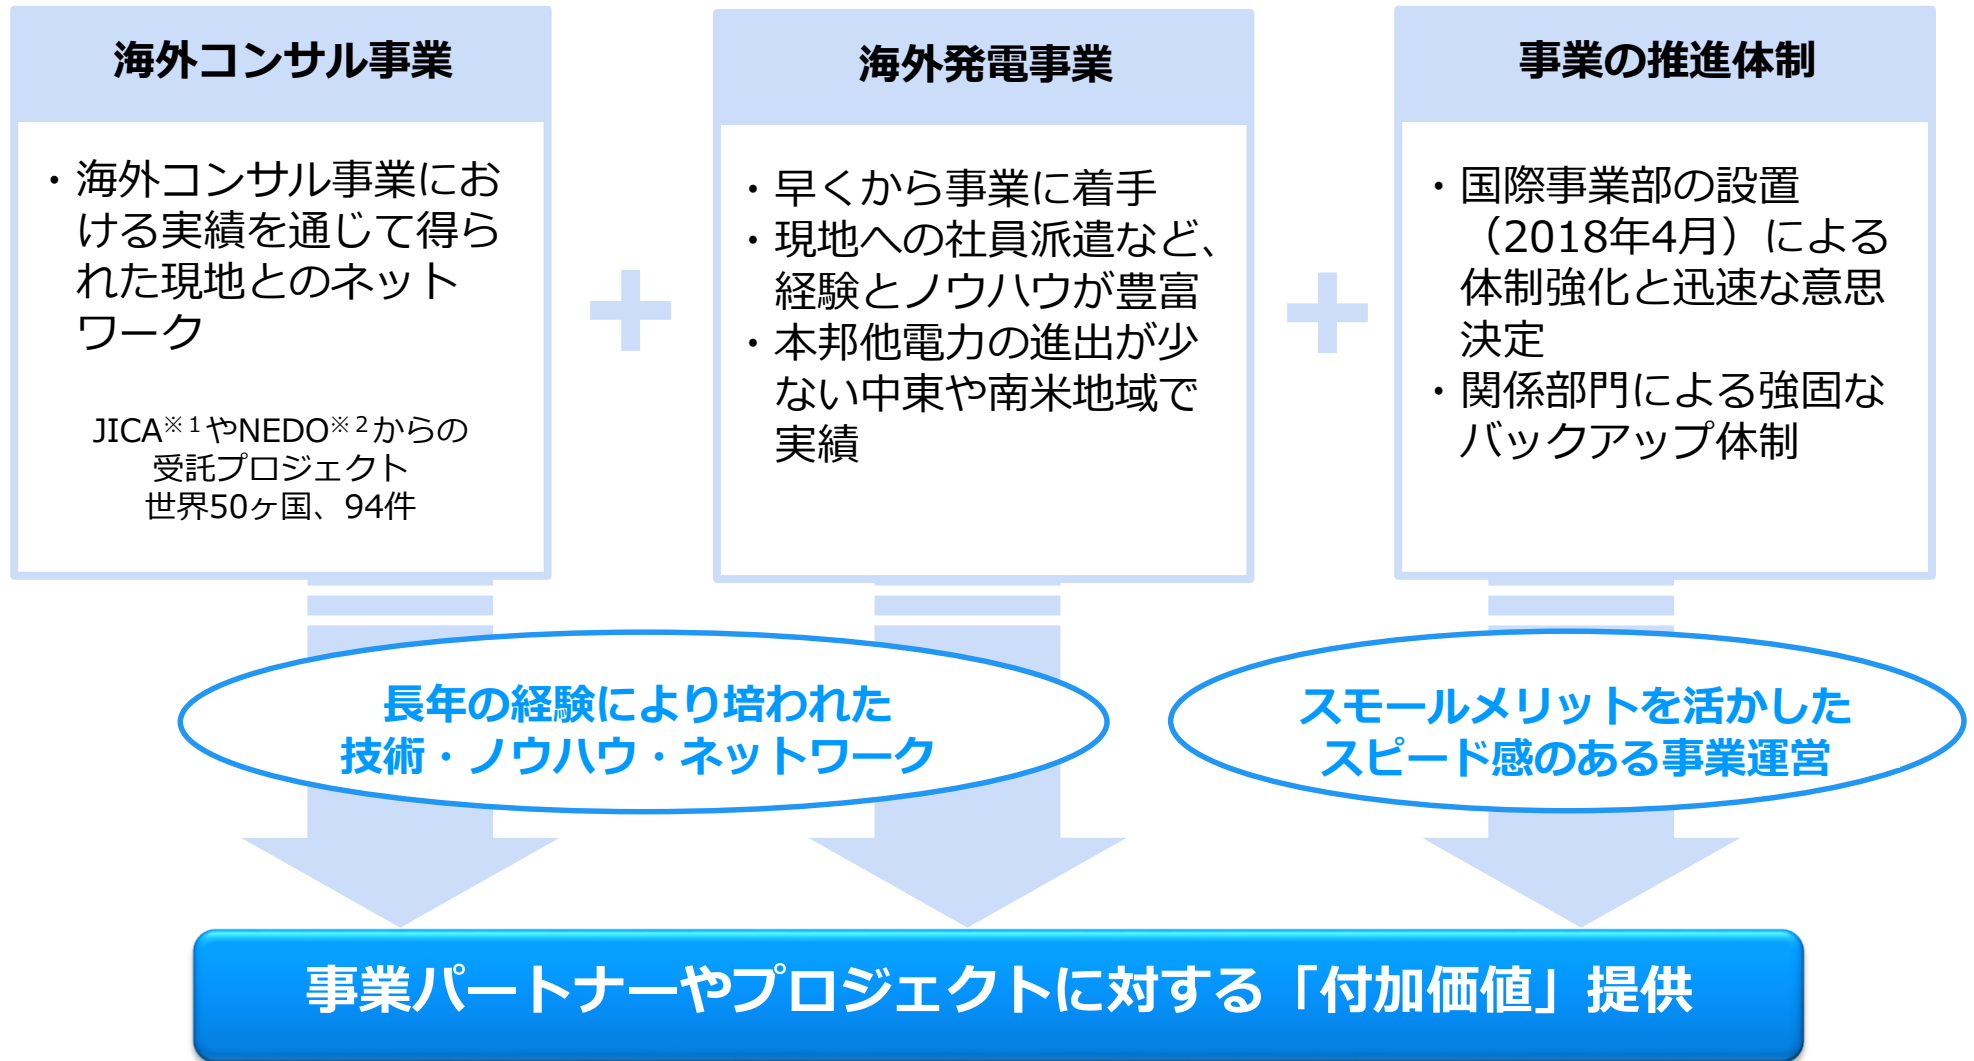 海外コンサル事業
・海外コンサル事業にお
ける実績を通じて得ら
れた現地とのネット
ワーク
JICA※1やNEDO※2からの
受託プロジェクト
世界50ヶ国、94件
海外発電事業
・早くから事業に着手
・現地への社員派遣など、
経験とノウハウが豊富
・本邦他電力の進出が少
ない中東や南米地域で
実績
事業の推進体制
・国際事業部の設置
（2018年4月）による
体制強化と迅速な意思
決定
・関係部門による強固な
バックアップ体制
長年の経験により培われた
技術・ノウハウ・ネットワーク
スモールメリットを活かした
スピード感のある事業運営
事業パートナーやプロジェクトに対する「付加価値」提供